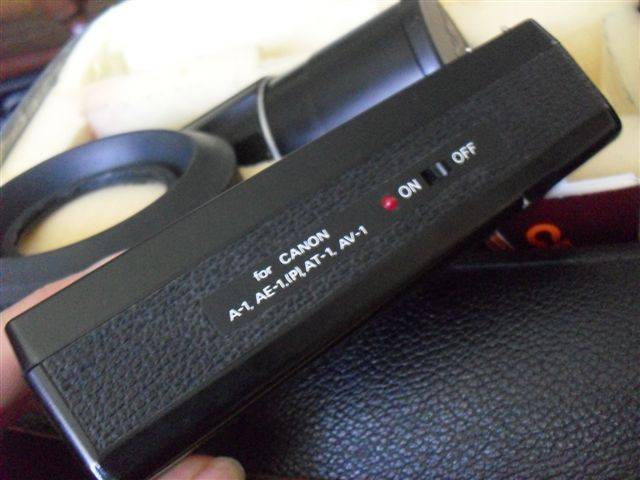 ON OFF
for CANON
A-1, AE-1,(P),AT-1, AV-1